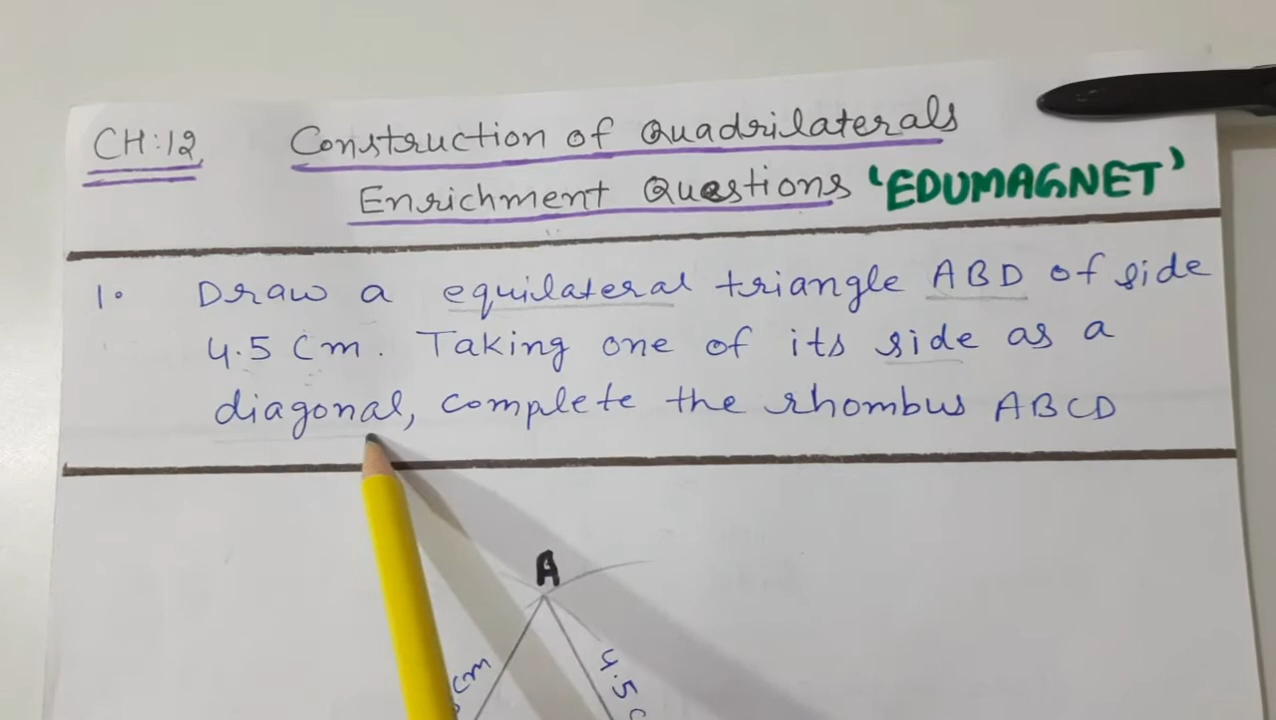 CH:12 Construction of Quadrilaterals
Enrichment Questions 'EDUMAGNET'
1. Draw a equilateral triangle ABD of side
4.5 cm. Taking one of its side as a
diagonal, complete the rhombus ABCD
A
cm
4.5 c